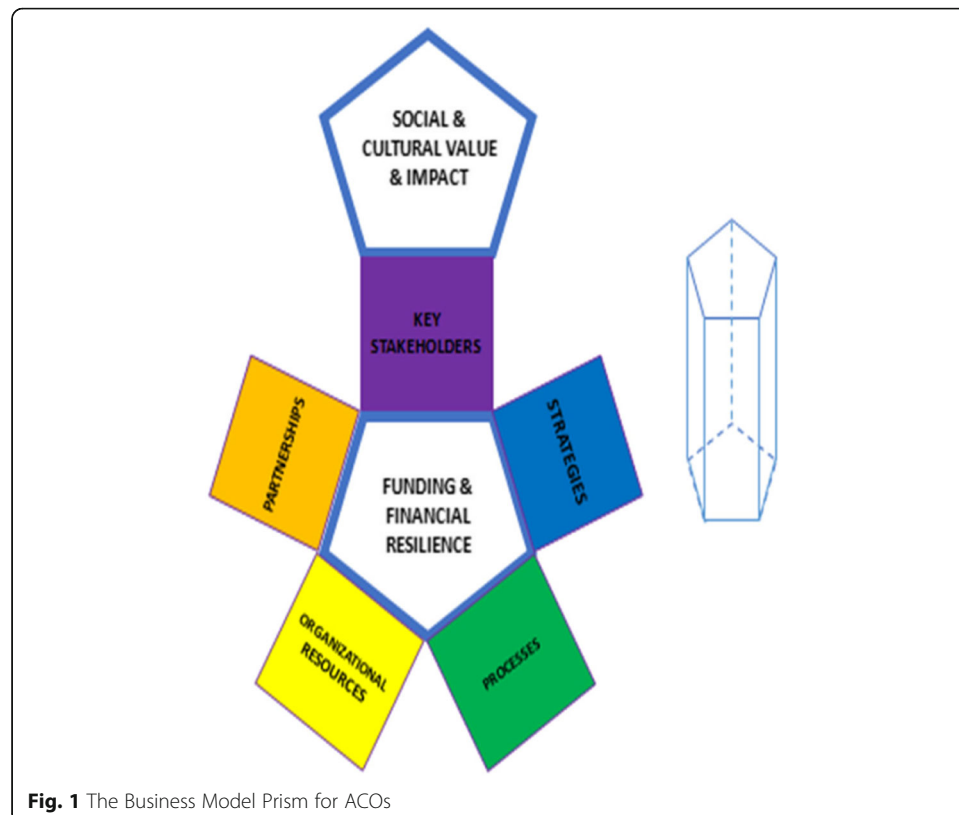 SOCIAL &
CULTURAL VALUE
& IMPACT
KEY
STAKEHOLDERS
PARTNERSHIPS
STRATEGIES
FUNDING &
FINANCIAL
RESILIENCE
ORGANIZATIONAL
RESOURCES
PROCESSES
Fig. 1 The Business Model Prism for ACOs